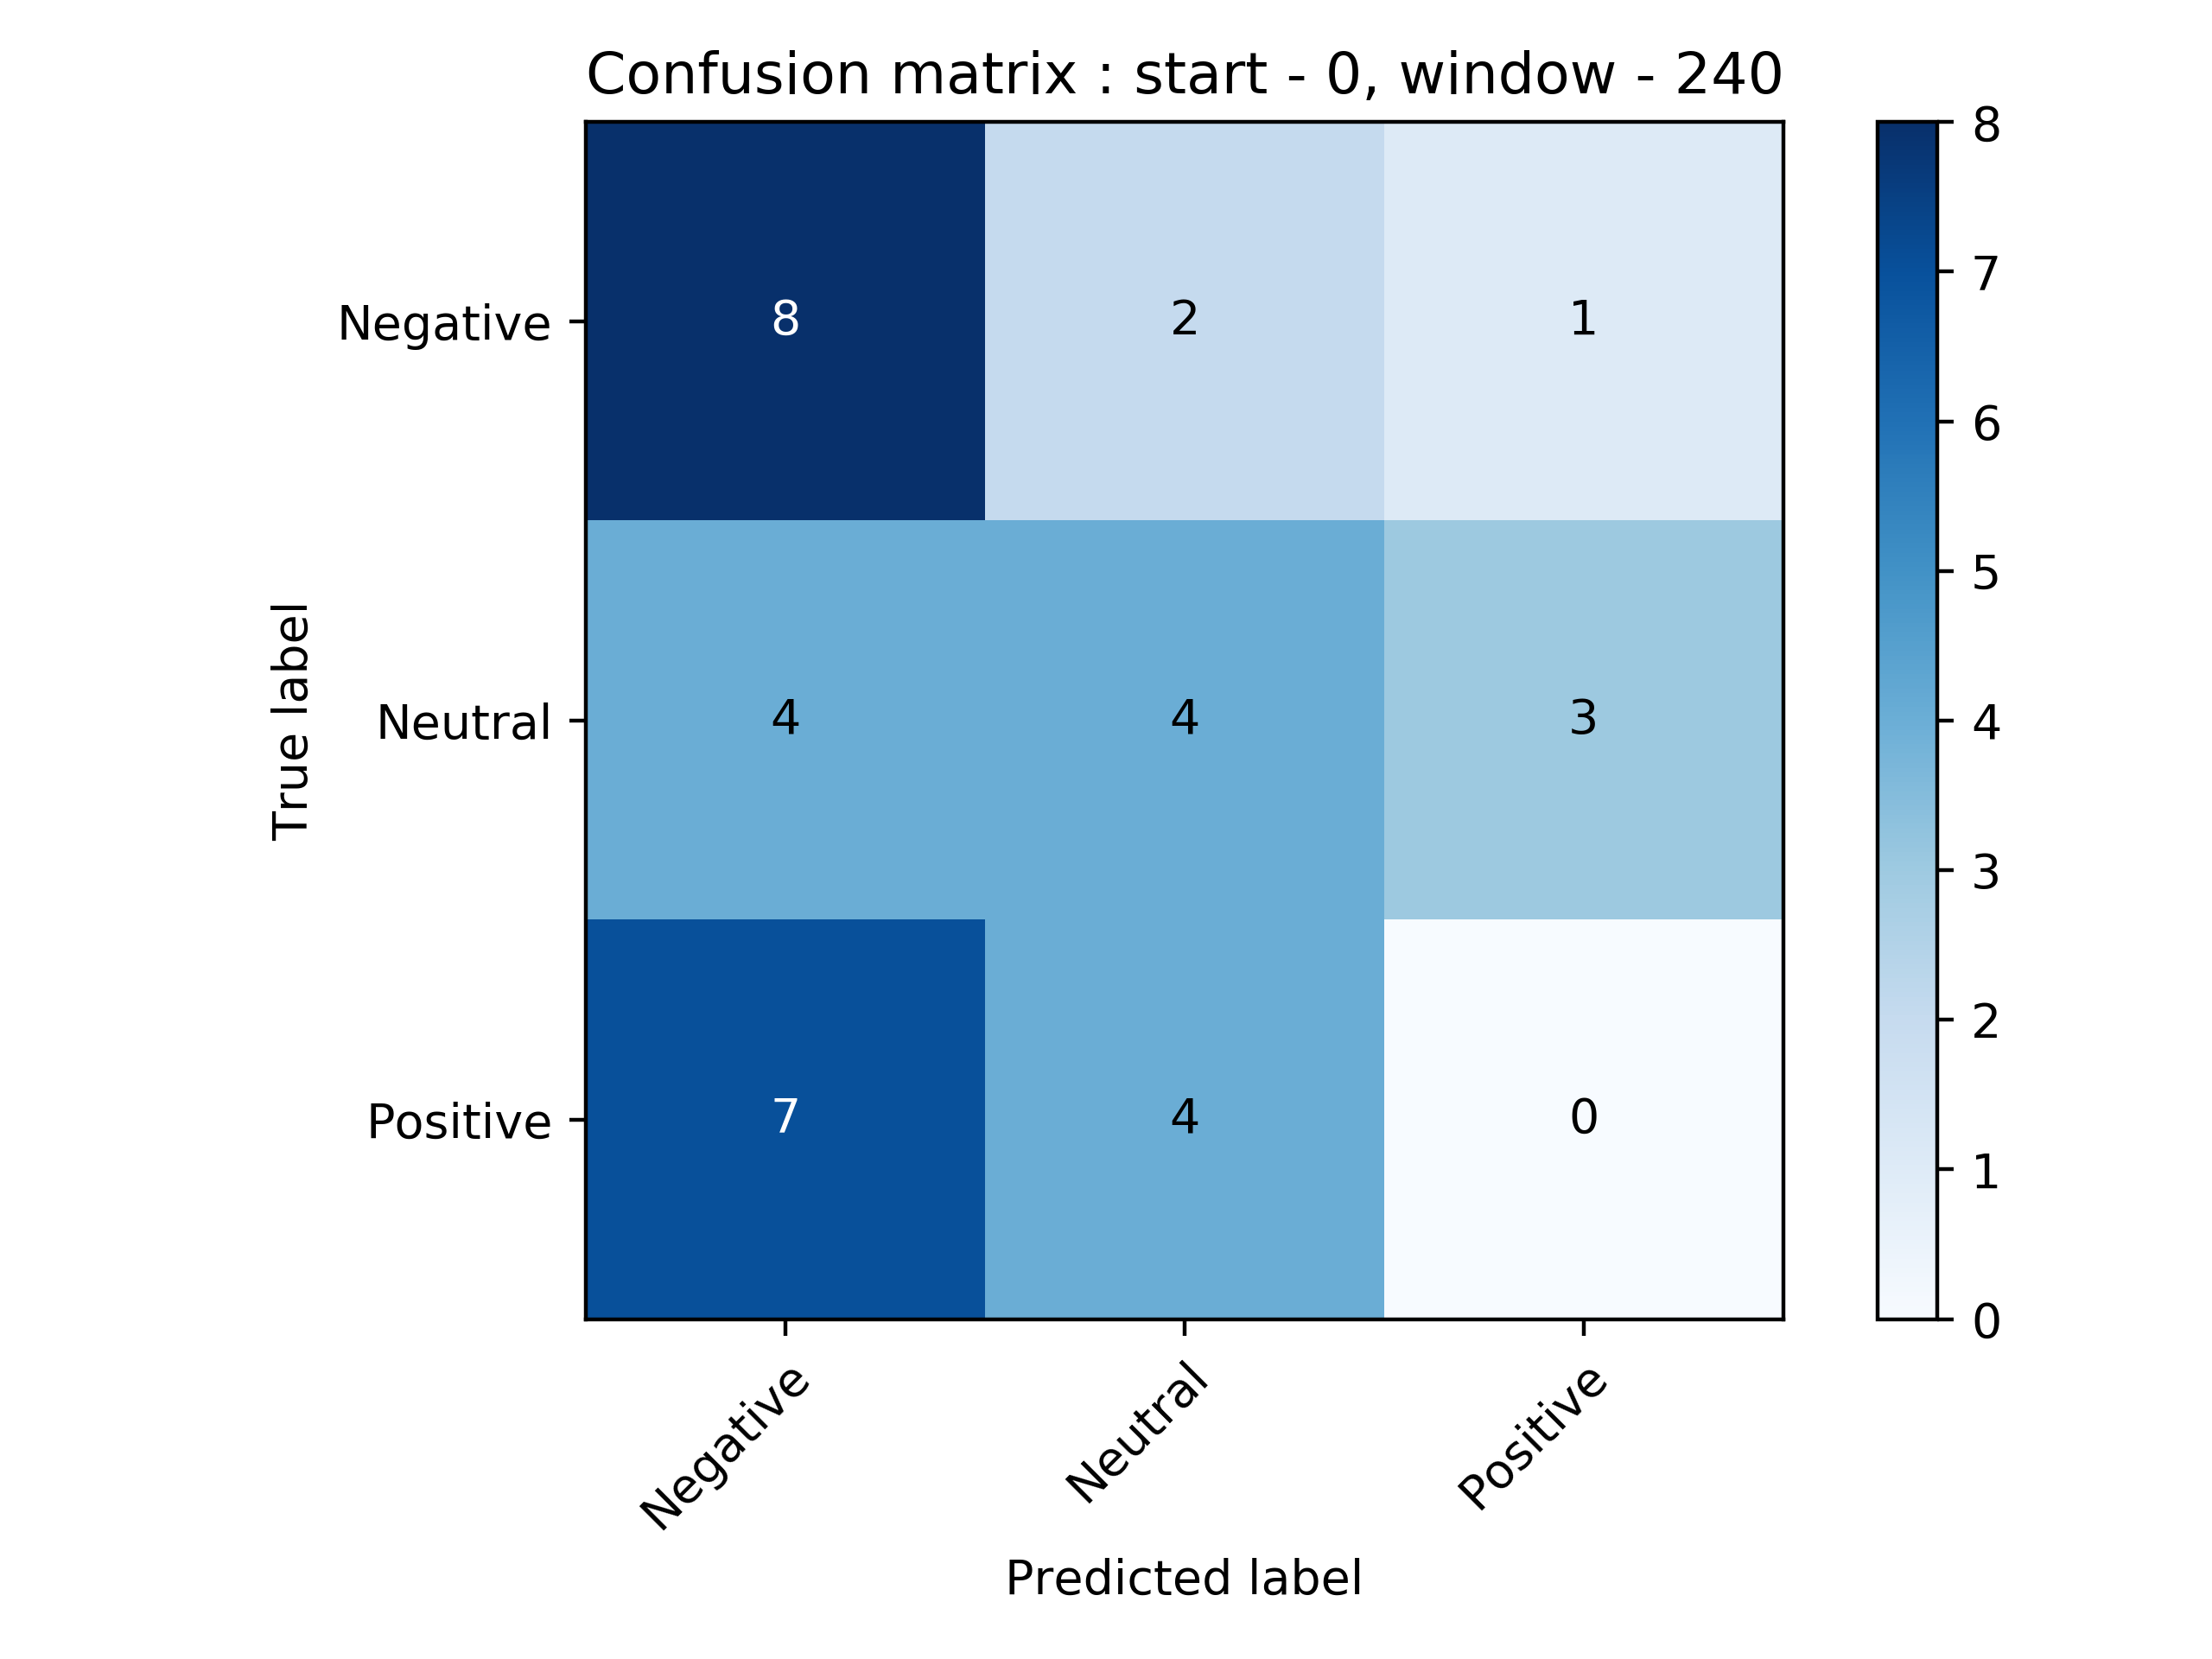 Confusion matrix : start - 0, window - 240
True label
Negative 8 2 1
Neutral 4 4 3
Positive 7 4 0
Negative Neutral Positive
Predicted label
8
7
6
5
4
3
2
1
0